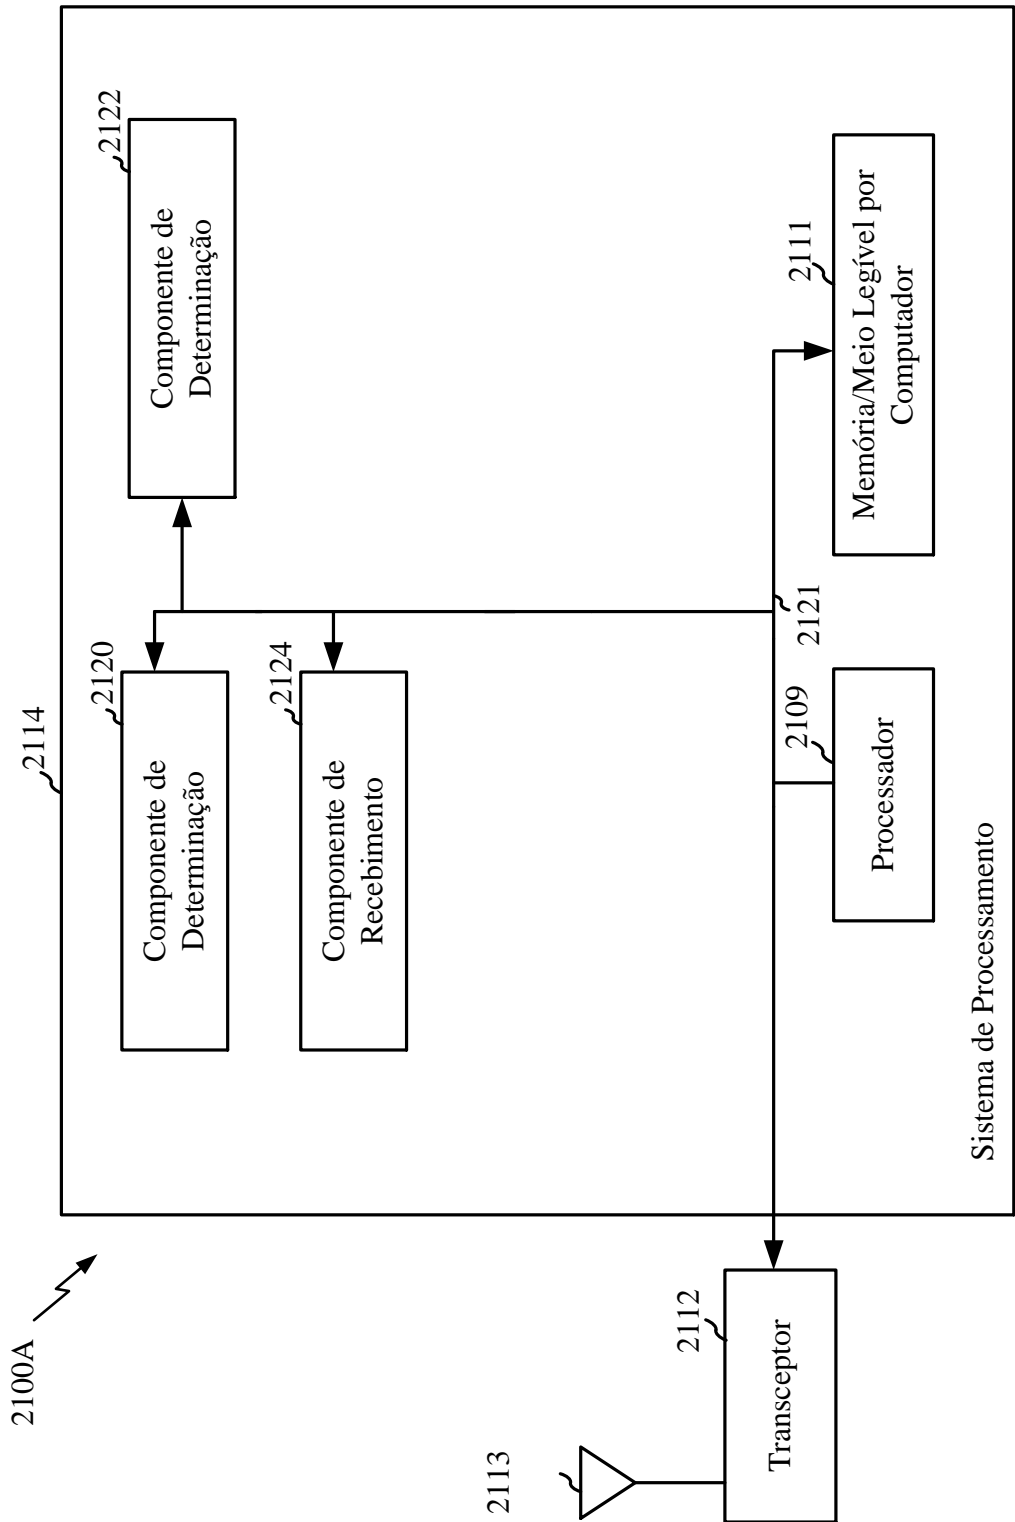 2100A
2114
2120
Componente de
Determinação
2122
Componente de
Determinação
2124
Componente de
Recebimento
2113
2112
Transceptor
2109
Processador
2121
2111
Memória/Meio Legível por
Computador
Sistema de Processamento